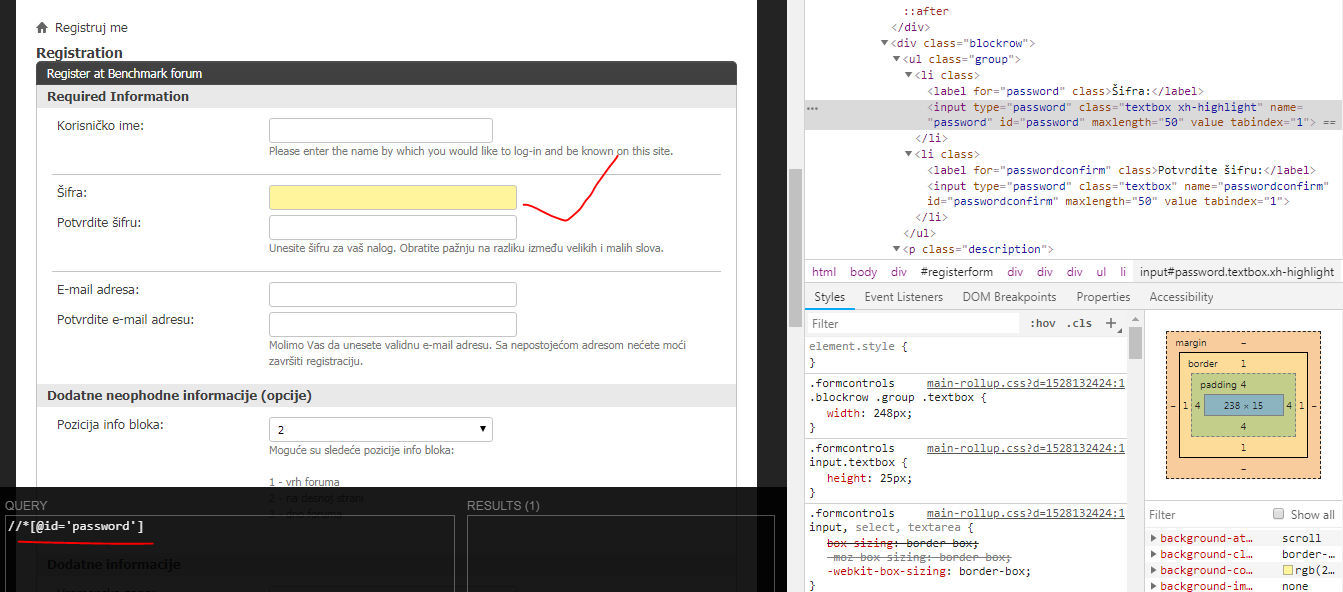 Registruj me
Registration
Register at Benchmark forum
Required Information
Korisničko ime:
Please enter the name by which you would like to log-in and be known on this site.
Šifra:
Potvrdite šifru:
Unesite šifru za vaš nalog. Obratite pažnju na razliku između velikih i malih slova.
E-mail adresa:
Potvrdite e-mail adresu:
Molimo Vas da unesete validnu e-mail adresu. Sa nepostojećom adresom nećete moći
završiti registraciju.
Dodatne neophodne informacije (opcije)
Pozicija info bloka:
2
Moguće su sledeće pozicije info bloka:
1 - vrh foruma
2 - na desnoj strani
QUERY
//*[@id='password']
RESULTS (1)
Dodatne informacije
::after
</div>
<div class="blockrow">
<ul class="group">
<li class>
<label for="password" class>Šifra:</label>
<input type="password" class="textbox xh-highlight" name=
"password" id="password" maxlength="50" value tabindex="1"> ==
</li>
<li class>
<label for="passwordconfirm" class>Potvrdite šifru:</label>
<input type="password" class="textbox" name="passwordconfirm"
id="passwordconfirm" maxlength="50" value tabindex="1">
</li>
</ul>
<p class="description">
html body div #registerform div div div ul li input#password.textbox.xh-highlight
Styles Event Listeners DOM Breakpoints Properties Accessibility
Filter :hov .cls +
element.style {
}
.formcontrols main-rollup.css?d=1528132424:1
.blockrow .group .textbox {
width: 248px;
}
.formcontrols main-rollup.css?d=1528132424:1
input.textbox {
height: 25px;
}
.formcontrols main-rollup.css?d=1528132424:1
input, select, textarea {
box-sizing: border-box;
-moz-box-sizing: border-box;
-webkit-box-sizing: border-box;
}
margin -
border 1
padding 4
- 1 4 238 × 15 4 1 -
4
1
-
Filter Show all
background-at… scroll
background-cl… border-…
background-co… rgb(2…
background-im… none